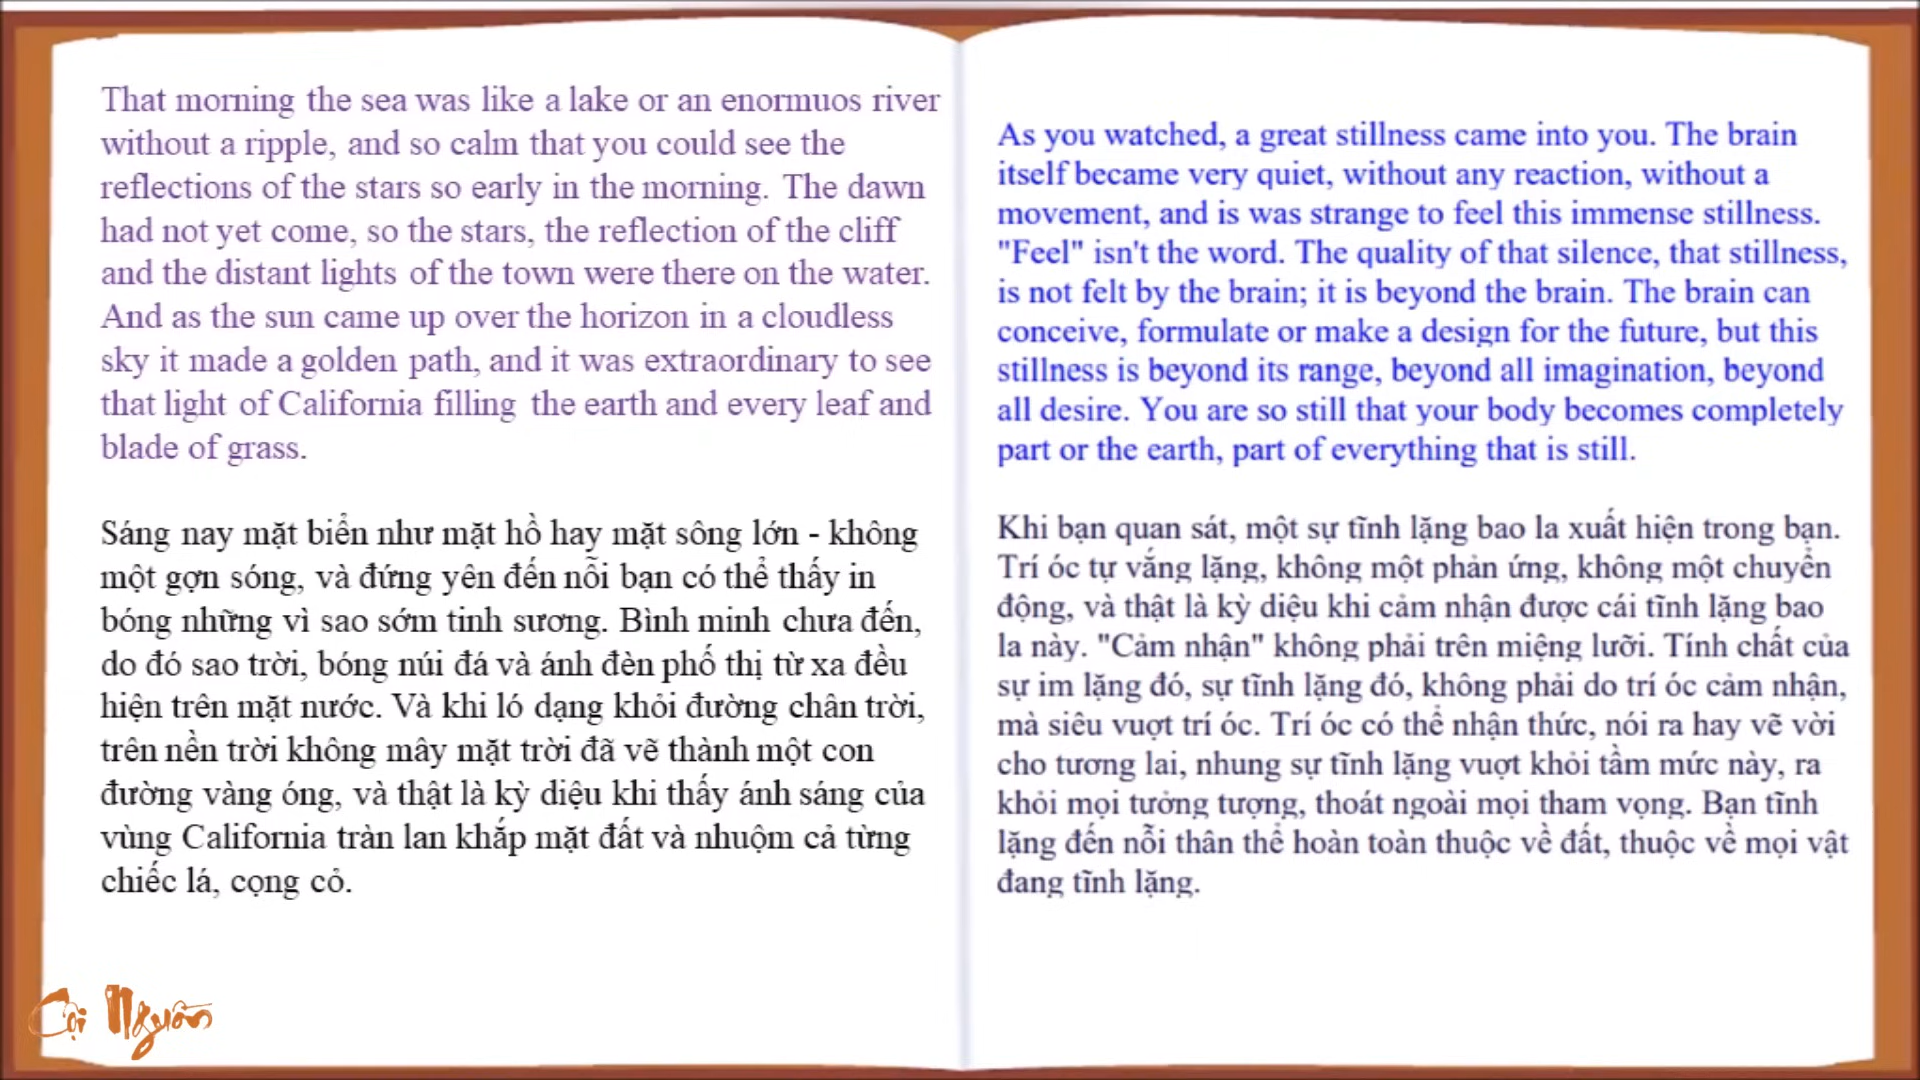 That morning the sea was like a lake or an enormuos river
without a ripple, and so calm that you could see the
reflections of the stars so early in the morning. The dawn
had not yet come, so the stars, the reflection of the cliff
and the distant lights of the town were there on the water.
And as the sun came up over the horizon in a cloudless
sky it made a golden path, and it was extraordinary to see
that light of California filling the earth and every leaf and
blade of grass.
Sáng nay mặt biển như mặt hồ hay mặt sông lớn - không
một gợn sóng, và đứng yên đến nỗi bạn có thể thấy in
bóng những vì sao sớm tinh sương. Bình minh chưa đến,
do đó sao trời, bóng núi đá và ánh đèn phố thị từ xa đều
hiện trên mặt nước. Và khi ló dạng khỏi đường chân trời,
trên nền trời không mây mặt trời đã vẽ thành một con
đường vàng óng, và thật là kỳ diệu khi thấy ánh sáng của
vùng California tràn lan khắp mặt đất và nhuộm cả từng
chiếc lá, cọng cỏ.
Cội Nguồn
As you watched, a great stillness came into you. The brain
itself became very quiet, without any reaction, without a
movement, and is was strange to feel this immense stillness.
"Feel" isn't the word. The quality of that silence, that stillness,
is not felt by the brain; it is beyond the brain. The brain can
conceive, formulate or make a design for the future, but this
stillness is beyond its range, beyond all imagination, beyond
all desire. You are so still that your body becomes completely
part or the earth, part of everything that is still.
Khi bạn quan sát, một sự tĩnh lặng bao la xuất hiện trong bạn.
Trí óc tự vắng lặng, không một phản ứng, không một chuyển
động, và thật là kỳ diệu khi cảm nhận được cái tĩnh lặng bao
la này. "Cảm nhận" không phải trên miệng lưỡi. Tính chất của
sự im lặng đó, sự tĩnh lặng đó, không phải do trí óc cảm nhận,
mà siêu vuợt trí óc. Trí óc có thể nhận thức, nói ra hay vẽ vời
cho tương lai, nhung sự tĩnh lặng vuợt khỏi tầm mức này, ra
khỏi mọi tuởng tượng, thoát ngoài mọi tham vọng. Bạn tĩnh
lặng đến nỗi thân thể hoàn toàn thuộc về đất, thuộc về mọi vật
đang tĩnh lặng.